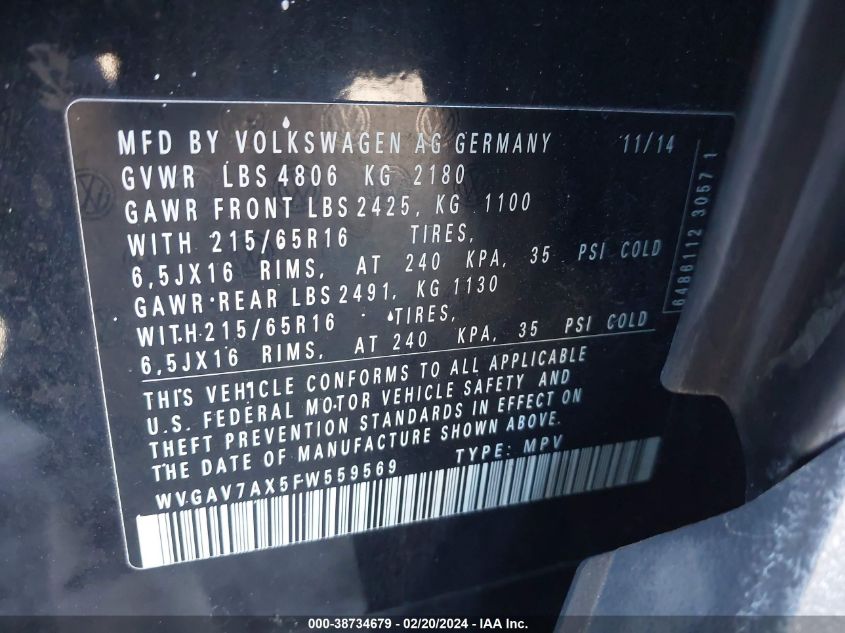 MFD BY VOLKSWAGEN AG GERMANY 11/14
GVWR LBS 4806 KG 2180
GAWR FRONT LBS 2425, KG 1100
WITH 215/65R16 TIRES,
6,5JX16 RIMS, AT 240 KPA, 35 PSI COLD
GAWR REAR LBS 2491, KG 1130
WITH 215/65R16 TIRES,
6,5JX16 RIMS, AT 240 KPA, 35 PSI COLD
THIS VEHICLE CONFORMS TO ALL APPLICABLE
U.S. FEDERAL MOTOR VEHICLE SAFETY AND
THEFT PREVENTION STANDARDS IN EFFECT ON
THE DATE OF MANUFACTURE SHOWN ABOVE.
WVGAV7AX5FW559569 TYPE: MPV
6486112 3057 1
000-38734679 - 02/20/2024 - IAA Inc.